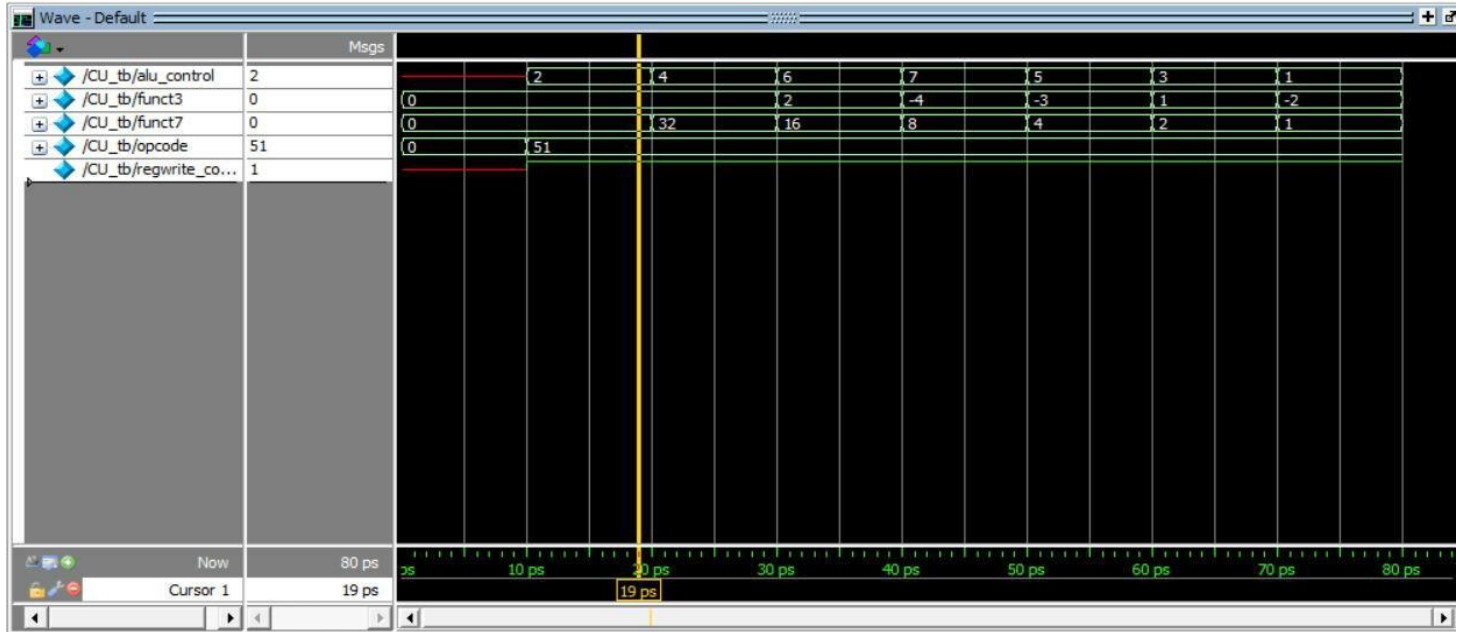 Wave - Default
Msgs
/CU_tb/alu_control 2 2 4 6 7 5 3 1
/CU_tb/funct3 0 0 2 -4 -3 1 -2
/CU_tb/funct7 0 0 32 16 8 4 2 1
/CU_tb/opcode 51 0 51
/CU_tb/regwrite_co... 1
Now 80 ps ps 10 ps 20 ps 30 ps 40 ps 50 ps 60 ps 70 ps 80 ps
Cursor 1 19 ps 19 ps